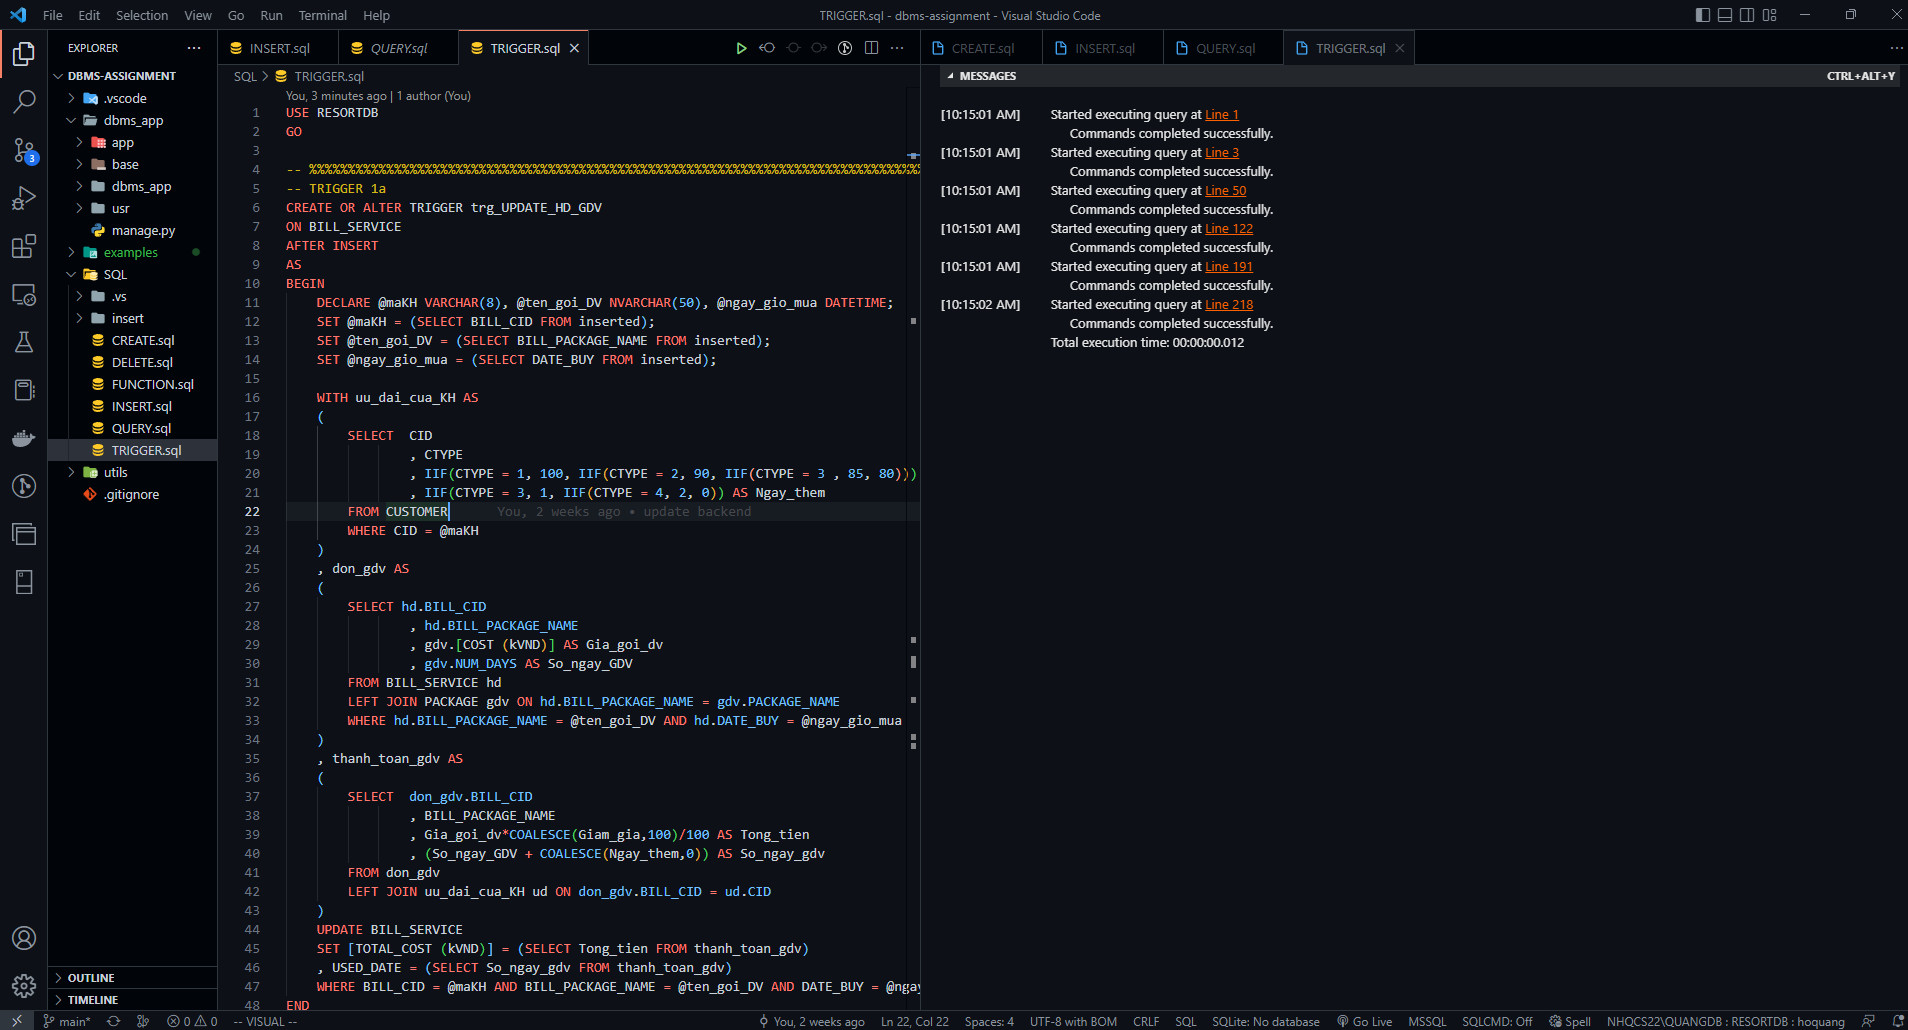 File Edit Selection View Go Run Terminal Help
TRIGGER.sql - dbms-assignment - Visual Studio Code
EXPLORER
DBMS-ASSIGNMENT
.vscode
dbms_app
app
base
dbms_app
usr
manage.py
examples
SQL
.vs
insert
CREATE.sql
DELETE.sql
FUNCTION.sql
INSERT.sql
QUERY.sql
TRIGGER.sql
utils
.gitignore
OUTLINE
TIMELINE
3
INSERT.sql QUERY.sql TRIGGER.sql
SQL > TRIGGER.sql
You, 3 minutes ago | 1 author (You)
1 USE RESORTDB
2 GO
3
4 -- %%%%%%%%%%%%%%%%%%%%%%%%%%%%%%%%%%%%%%%%%%%%%%%%%%%%%%%%%%%%%%%%%%%%%%%%%%%%%%%%
5 -- TRIGGER 1a
6 CREATE OR ALTER TRIGGER trg_UPDATE_HD_GDV
7 ON BILL_SERVICE
8 AFTER INSERT
9 AS
10 BEGIN
11 DECLARE @maKH VARCHAR(8), @ten_goi_DV NVARCHAR(50), @ngay_gio_mua DATETIME;
12 SET @maKH = (SELECT BILL_CID FROM inserted);
13 SET @ten_goi_DV = (SELECT BILL_PACKAGE_NAME FROM inserted);
14 SET @ngay_gio_mua = (SELECT DATE_BUY FROM inserted);
15
16 WITH uu_dai_cua_KH AS
17 (
18 SELECT CID
19 , CTYPE
20 , IIF(CTYPE = 1, 100, IIF(CTYPE = 2, 90, IIF(CTYPE = 3 , 85, 80)))
21 , IIF(CTYPE = 3, 1, IIF(CTYPE = 4, 2, 0)) AS Ngay_them
22 FROM CUSTOMER You, 2 weeks ago • update backend
23 WHERE CID = @maKH
24 )
25 , don_gdv AS
26 (
27 SELECT hd.BILL_CID
28 , hd.BILL_PACKAGE_NAME
29 , gdv.[COST (kVND)] AS Gia_goi_dv
30 , gdv.NUM_DAYS AS So_ngay_GDV
31 FROM BILL_SERVICE hd
32 LEFT JOIN PACKAGE gdv ON hd.BILL_PACKAGE_NAME = gdv.PACKAGE_NAME
33 WHERE hd.BILL_PACKAGE_NAME = @ten_goi_DV AND hd.DATE_BUY = @ngay_gio_mua
34 )
35 , thanh_toan_gdv AS
36 (
37 SELECT don_gdv.BILL_CID
38 , BILL_PACKAGE_NAME
39 , Gia_goi_dv*COALESCE(Giam_gia,100)/100 AS Tong_tien
40 , (So_ngay_GDV + COALESCE(Ngay_them,0)) AS So_ngay_gdv
41 FROM don_gdv
42 LEFT JOIN uu_dai_cua_KH ud ON don_gdv.BILL_CID = ud.CID
43 )
44 UPDATE BILL_SERVICE
45 SET [TOTAL_COST (kVND)] = (SELECT Tong_tien FROM thanh_toan_gdv)
46 , USED_DATE = (SELECT So_ngay_gdv FROM thanh_toan_gdv)
47 WHERE BILL_CID = @maKH AND BILL_PACKAGE_NAME = @ten_goi_DV AND DATE_BUY = @ngay
48 END
CREATE.sql INSERT.sql QUERY.sql TRIGGER.sql
MESSAGES CTRL+ALT+Y
[10:15:01 AM] Started executing query at Line 1
Commands completed successfully.
[10:15:01 AM] Started executing query at Line 3
Commands completed successfully.
[10:15:01 AM] Started executing query at Line 50
Commands completed successfully.
[10:15:01 AM] Started executing query at Line 122
Commands completed successfully.
[10:15:01 AM] Started executing query at Line 191
Commands completed successfully.
[10:15:02 AM] Started executing query at Line 218
Commands completed successfully.
Total execution time: 00:00:00.012
main* 0 0 -- VISUAL -- You, 2 weeks ago Ln 22, Col 22 Spaces: 4 UTF-8 with BOM CRLF SQL SQLite: No database Go Live MSSQL SQLCMD: Off Spell NHQCS22\QUANGDB : RESORTDB : hoquang